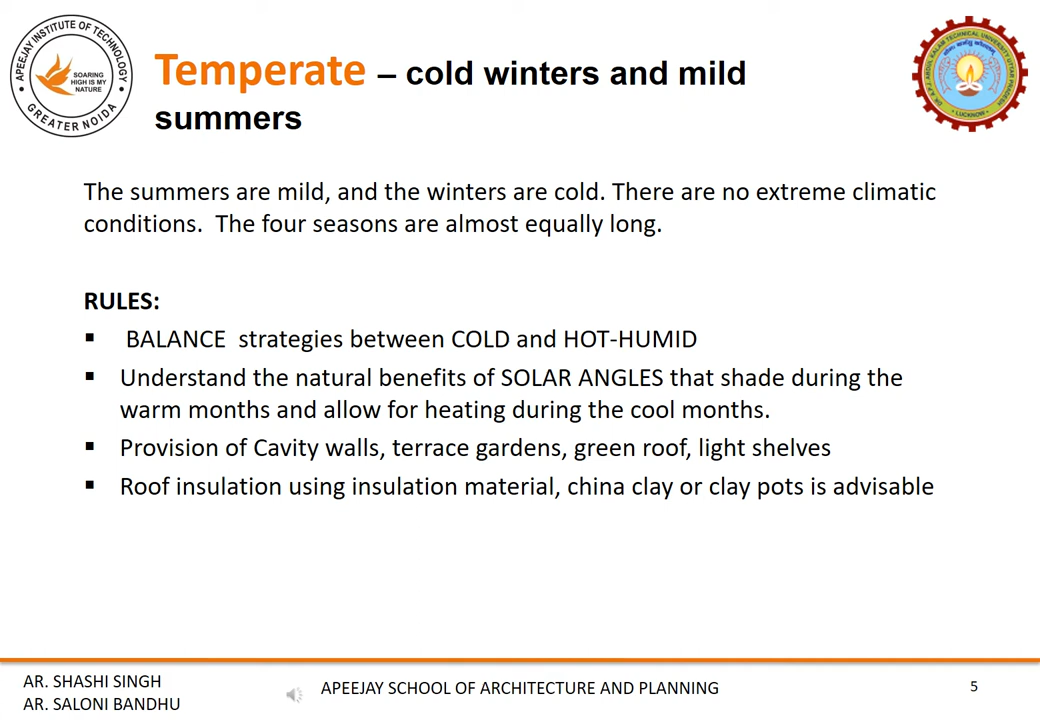 APEEJAY INSTITUTE OF TECHNOLOGY
SOARING
HIGH IS MY
NATURE
GREATER NOIDA
Temperate – cold winters and mild
summers
LUCKNOW
The summers are mild, and the winters are cold. There are no extreme climatic
conditions.  The four seasons are almost equally long.
RULES:
▪ BALANCE  strategies between COLD and HOT-HUMID
▪ Understand the natural benefits of SOLAR ANGLES that shade during the
warm months and allow for heating during the cool months.
▪ Provision of Cavity walls, terrace gardens, green roof, light shelves
▪ Roof insulation using insulation material, china clay or clay pots is advisable
AR. SHASHI SINGH
AR. SALONI BANDHU
APEEJAY SCHOOL OF ARCHITECTURE AND PLANNING
5